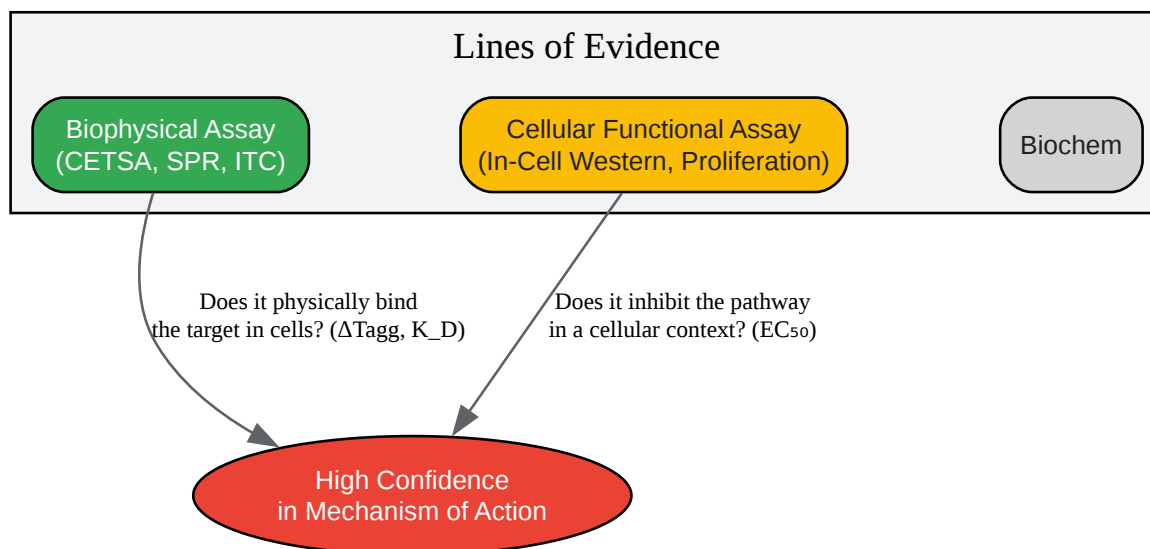 Lines of Evidence
Biophysical Assay
(CETSA, SPR, ITC)
Cellular Functional Assay
(In-Cell Western, Proliferation)
Biochem
Does it physically bind
the target in cells? (ΔTagg, K_D)
Does it inhibit the pathway
in a cellular context? (EC₅₀)
High Confidence
in Mechanism of Action